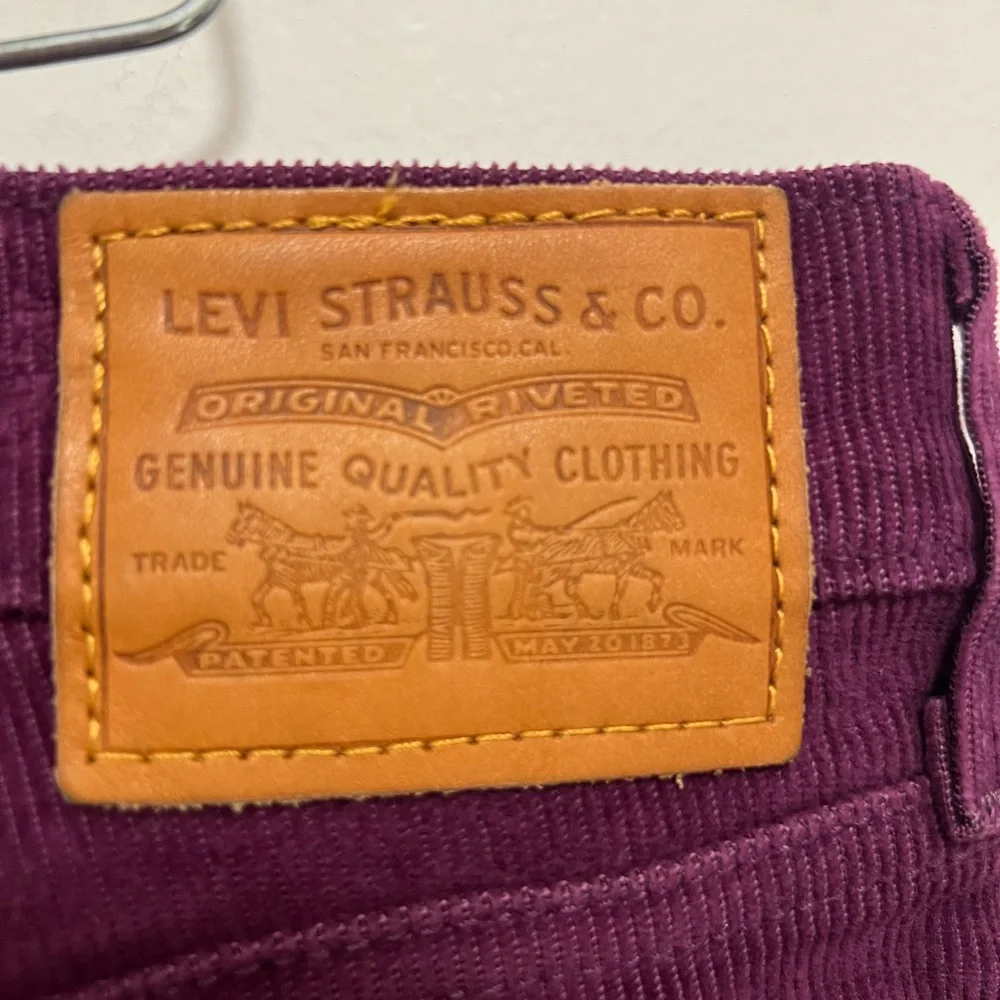 LEVI STRAUSS & CO.
SAN FRANCISCO, CAL.
ORIGINAL RIVETED
GENUINE QUALITY CLOTHING
TRADE MARK
PATENTED MAY 20 1873